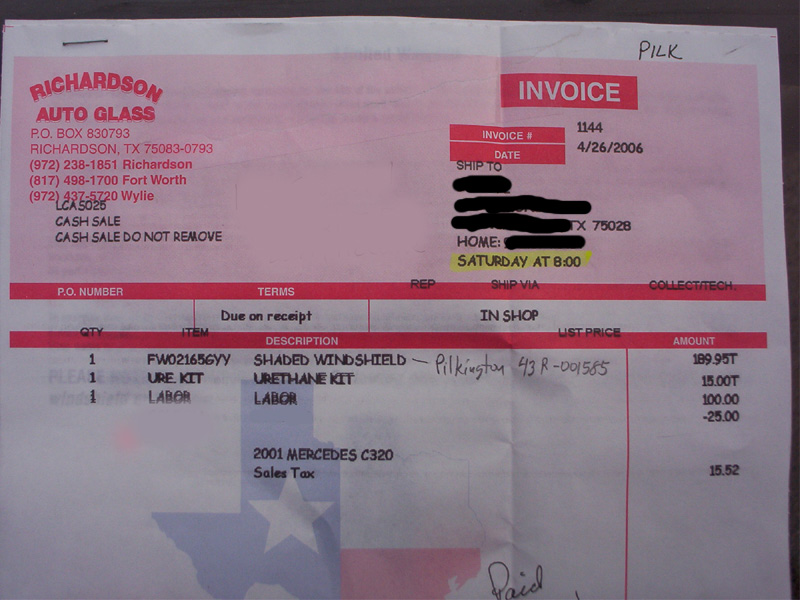 PILK
RICHARDSON
AUTO GLASS
P.O. BOX 830793
RICHARDSON, TX 75083-0793
(972) 238-1851 Richardson
(817) 498-1700 Fort Worth
(972) 437-5720 Wylie
LCAS025
CASH SALE
CASH SALE DO NOT REMOVE
INVOICE
INVOICE # 1144
DATE 4/26/2006
SHIP TO
TX 75028
HOME:
SATURDAY AT 8:00
P.O. NUMBER TERMS REP SHIP VIA COLLECT/TECH.
Due on receipt IN SHOP
QTY ITEM DESCRIPTION LIST PRICE AMOUNT
1 FW02165GYY SHADED WINDSHIELD — Pilkington 43R-001585 189.95T
1 URE. KIT URETHANE KIT 15.00T
1 LABOR LABOR 100.00
-25.00
2001 MERCEDES C320
Sales Tax 15.52
Paid